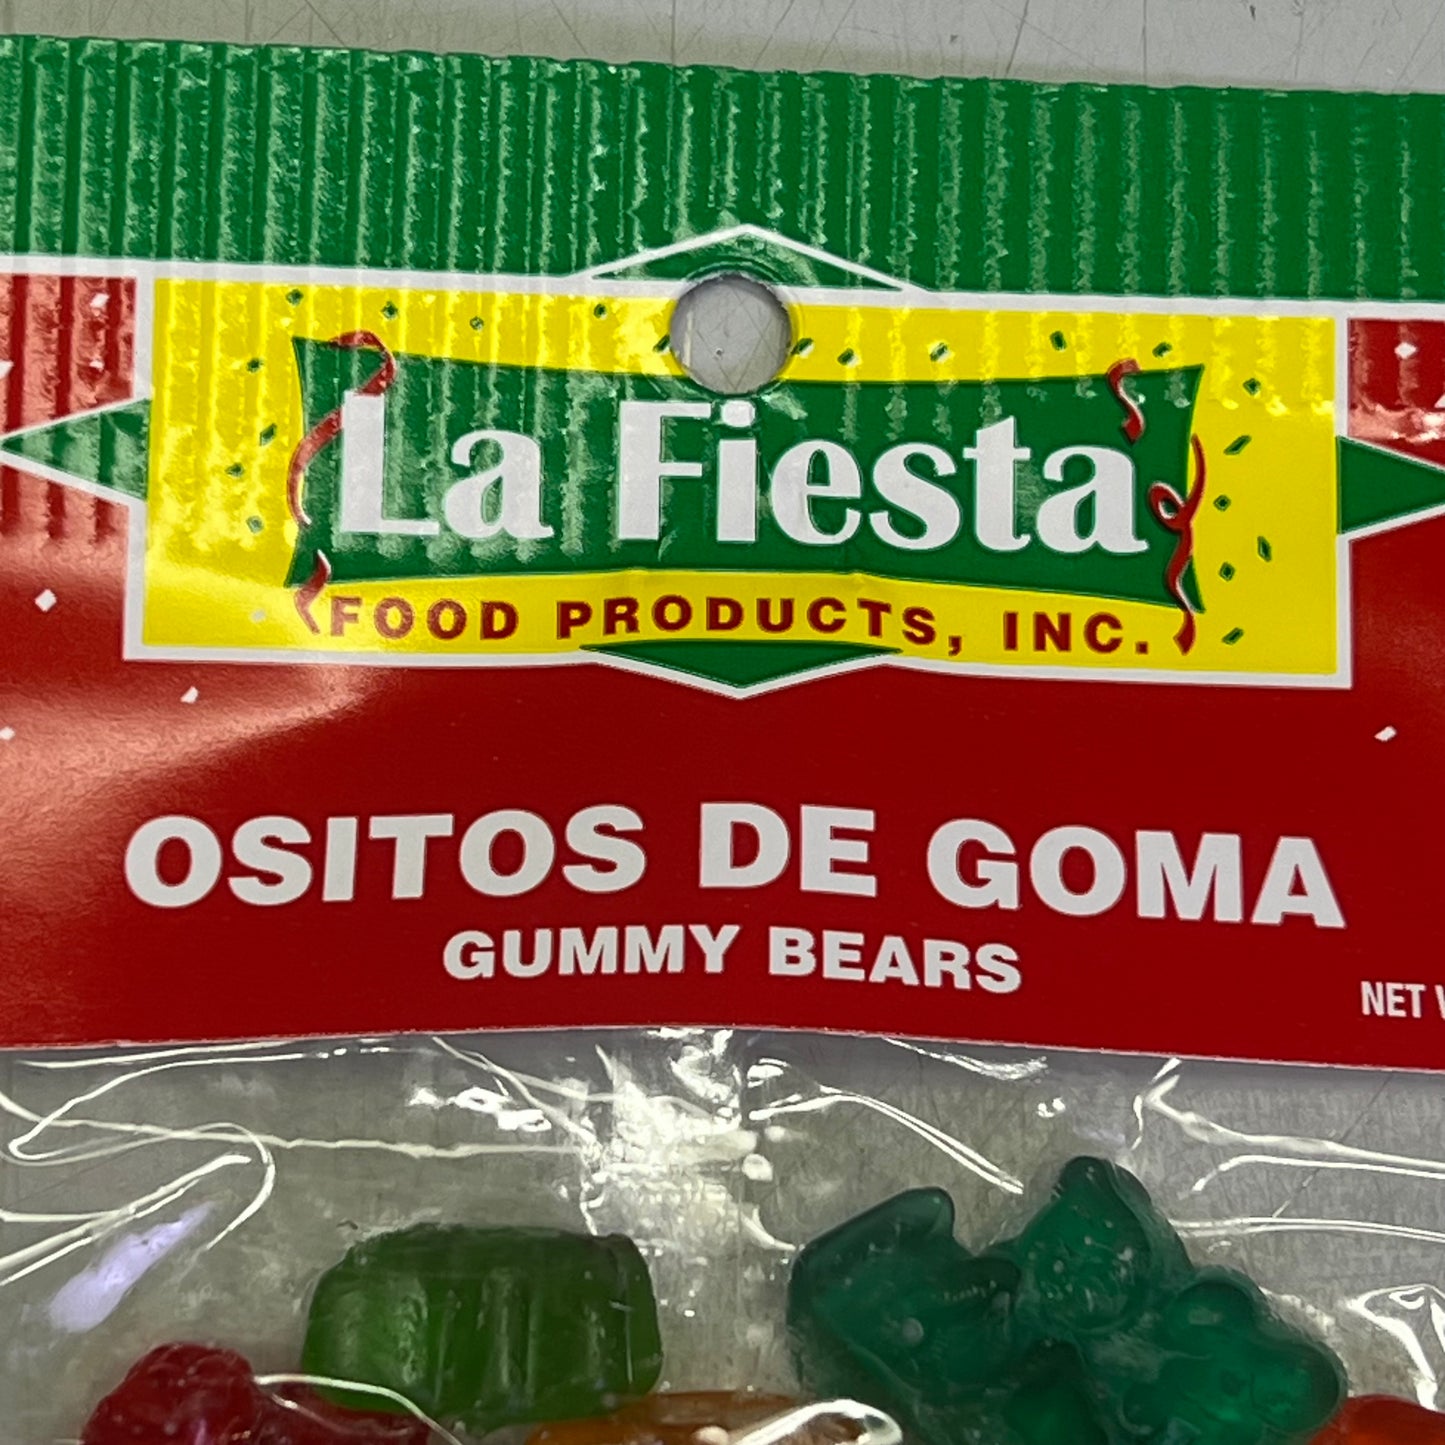 La Fiesta
FOOD PRODUCTS, INC.
OSITOS DE GOMA
GUMMY BEARS
NET